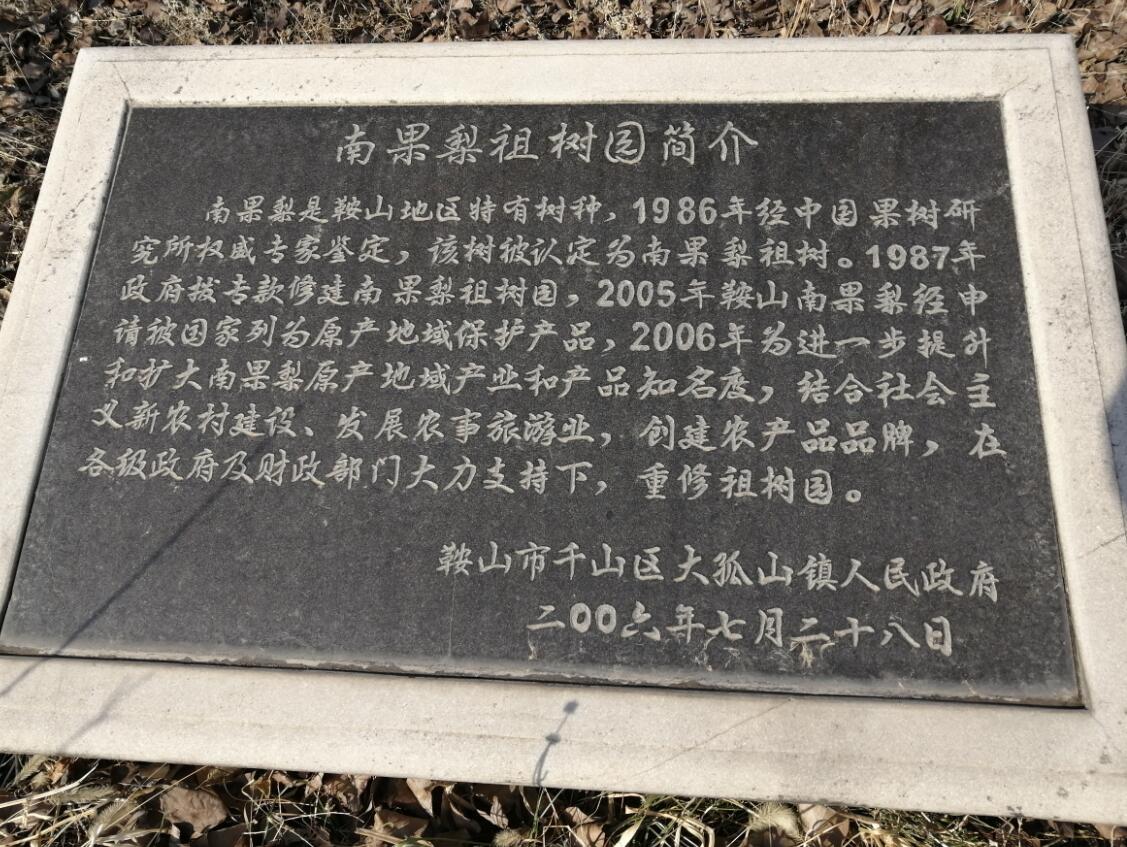 南果梨祖树园简介
南果梨是鞍山地区特有树种，1986年经中国果树研
究所权威专家鉴定，该树被认定为南果梨祖树。1987年
政府拔专款修建南果梨祖树园，2005年鞍山南果梨经申
请被国家列为原产地域保护产品，2006年为进一步提升
和扩大南果梨原产地域产业和产品知名度，结合社会主
义新农村建设、发展农事旅游业，创建农产品品牌，在
各级政府及财政部门大力支持下，重修祖树园。
鞍山市千山区大孤山镇人民政府
二00六年七月二十八日